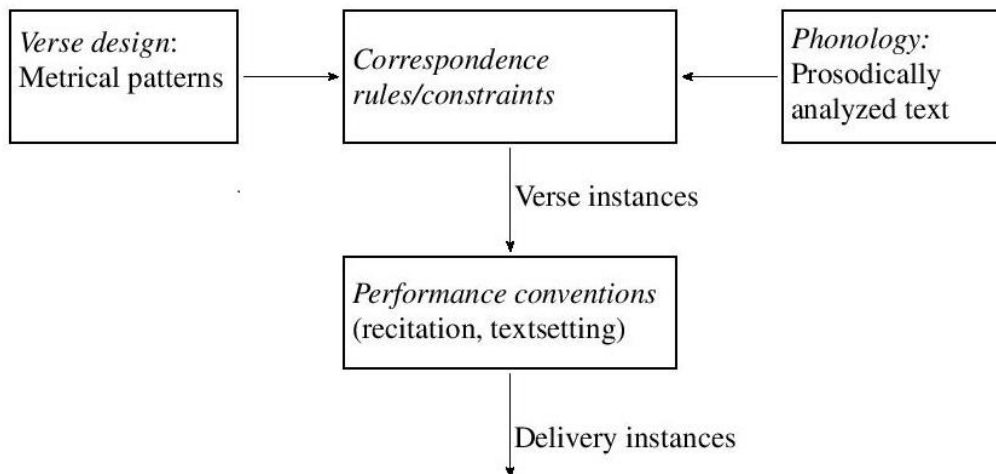 Verse design:
Metrical patterns
Correspondence
rules/constraints
Phonology:
Prosodically
analyzed text
Verse instances
Performance conventions
(recitation, textsetting)
Delivery instances